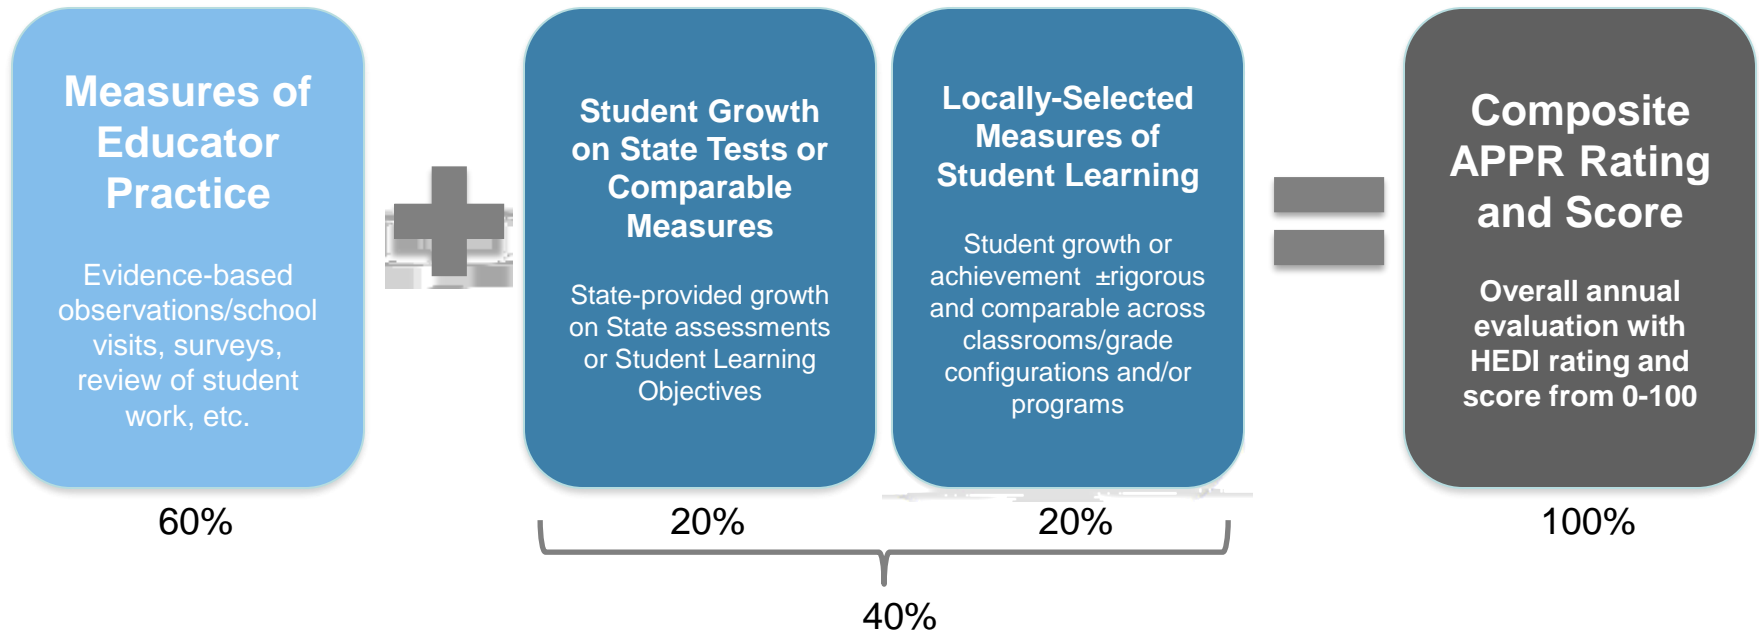 Measures of
Educator
Practice
Evidence-based
observations/school
visits, surveys,
review of student
work, etc.
60%
Student Growth
on State Tests or
Comparable
Measures
State-provided growth
on State assessments
or Student Learning
Objectives
20%
Locally-Selected
Measures of
Student Learning
Student growth or
achievement ±rigorous
and comparable across
classrooms/grade
configurations and/or
programs
20%
40%
Composite
APPR Rating
and Score
Overall annual
evaluation with
HEDI rating and
score from 0-100
100%